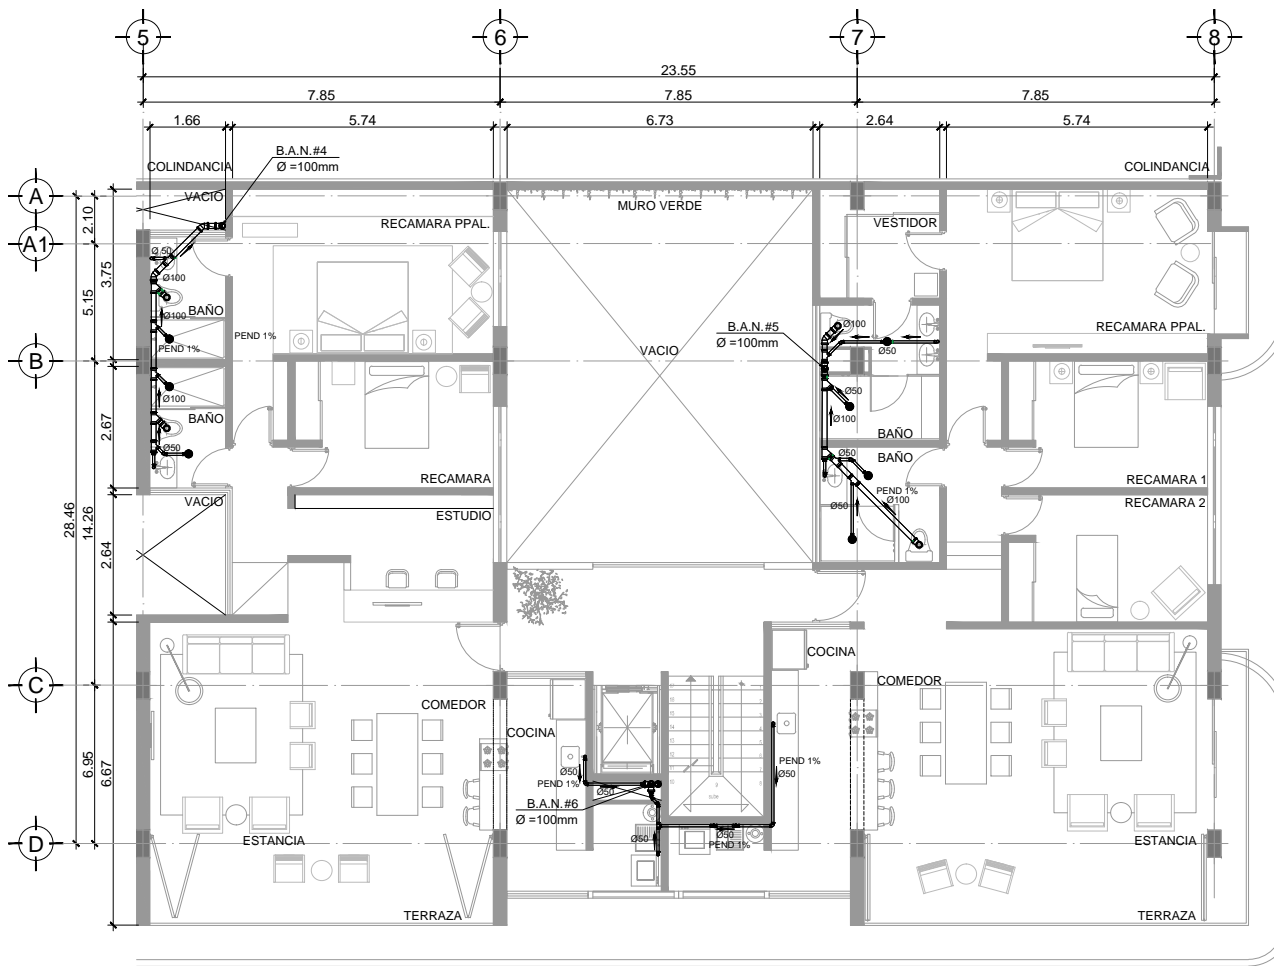 5 6 7 8
23.55
7.85 7.85 7.85
1.66 5.74 6.73 2.64 5.74
B.A.N.#4
Ø =100mm
COLINDANCIA COLINDANCIA
A
VACIO
MURO VERDE
2.10
RECAMARA PPAL.
VESTIDOR
A1
Ø 50
3.75
Ø100
5.15
BAÑO
Ø100
PEND 1%
PEND 1%
B.A.N.#5
Ø =100mm
Ø100
Ø50
RECAMARA PPAL.
B
VACIO
Ø100
Ø50
2.67
BAÑO
Ø100
BAÑO
Ø50
BAÑO
Ø50
RECAMARA
RECAMARA 1
PEND 1%
Ø100
VACIO
ESTUDIO
Ø50
RECAMARA 2
28.46
14.26
2.64
COCINA
C
COMEDOR
COMEDOR
COCINA
6.95
6.67
Ø50
PEND 1%
Ø50
PEND 1%
Ø50
B.A.N.#6
Ø =100mm
D
ESTANCIA
Ø50
Ø50
PEND 1%
ESTANCIA
TERRAZA
TERRAZA